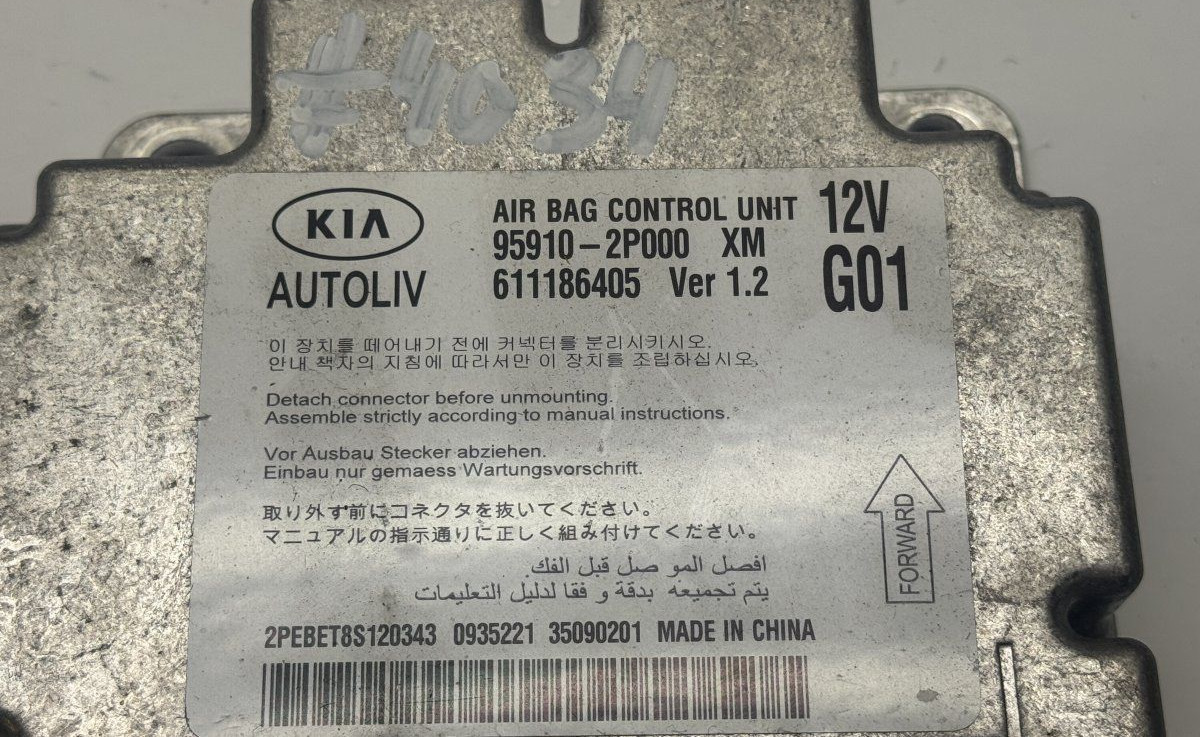 #4034
KIA
AUTOLIV
AIR BAG CONTROL UNIT 12V
95910-2P000 XM
611186405 Ver 1.2 G01
이 장치를 떼어내기 전에 커넥터를 분리시키시오.
안내 책자의 지침에 따라서만 이 장치를 조립하십시오.
Detach connector before unmounting.
Assemble strictly according to manual instructions.
Vor Ausbau Stecker abziehen.
Einbau nur gemaess Wartungsvorschrift.
取り外す前にコネクタを抜いてください。
マニュアルの指示通りに正しく組み付けてください。
افصل الموصل قبل الفك.
يتم تجميعه بدقة وفقا لدليل التعليمات
FORWARD
2PEBET8S120343 0935221 35090201 MADE IN CHINA